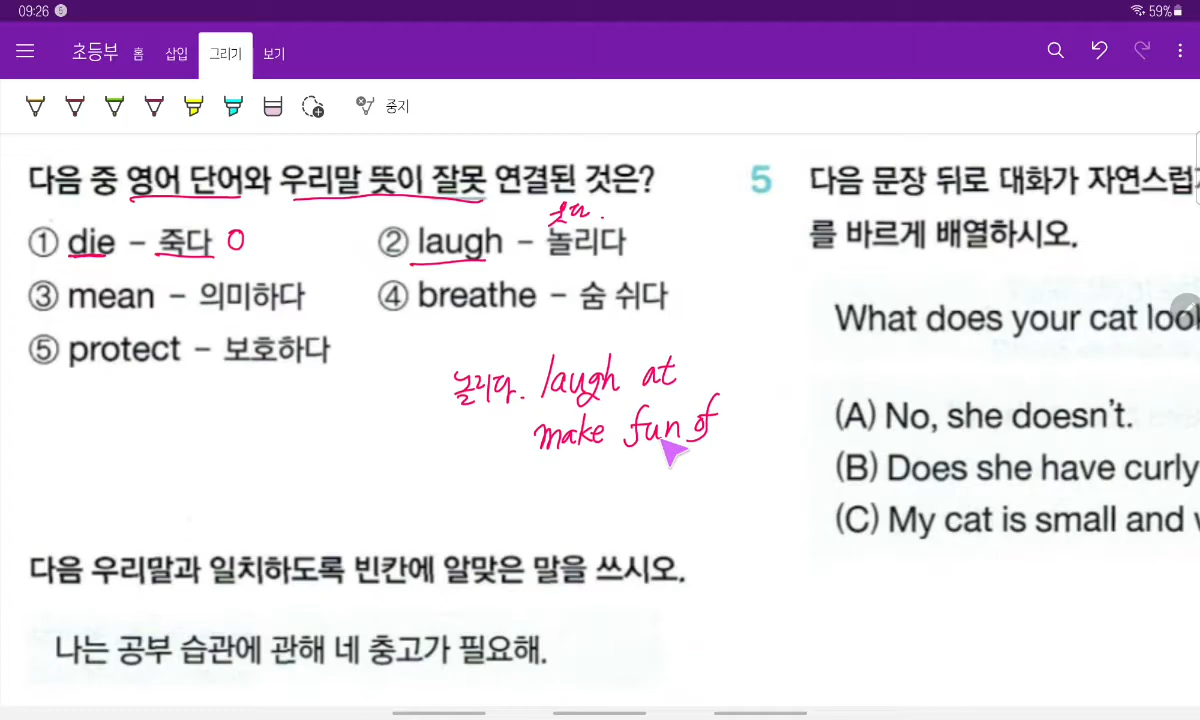 09:26 5 59%
초등부 홈 삽입 그리기 보기
중지
다음 중 영어 단어와 우리말 뜻이 잘못 연결된 것은?
웃다.
① die - 죽다 O ② laugh - 놀리다
③ mean - 의미하다 ④ breathe - 숨 쉬다
⑤ protect - 보호하다
놀리다. laugh at
make fun of
다음 우리말과 일치하도록 빈칸에 알맞은 말을 쓰시오.
나는 공부 습관에 관해 네 충고가 필요해.
5 다음 문장 뒤로 대화가 자연스럽
를 바르게 배열하시오.
What does your cat look
(A) No, she doesn't.
(B) Does she have curly
(C) My cat is small and